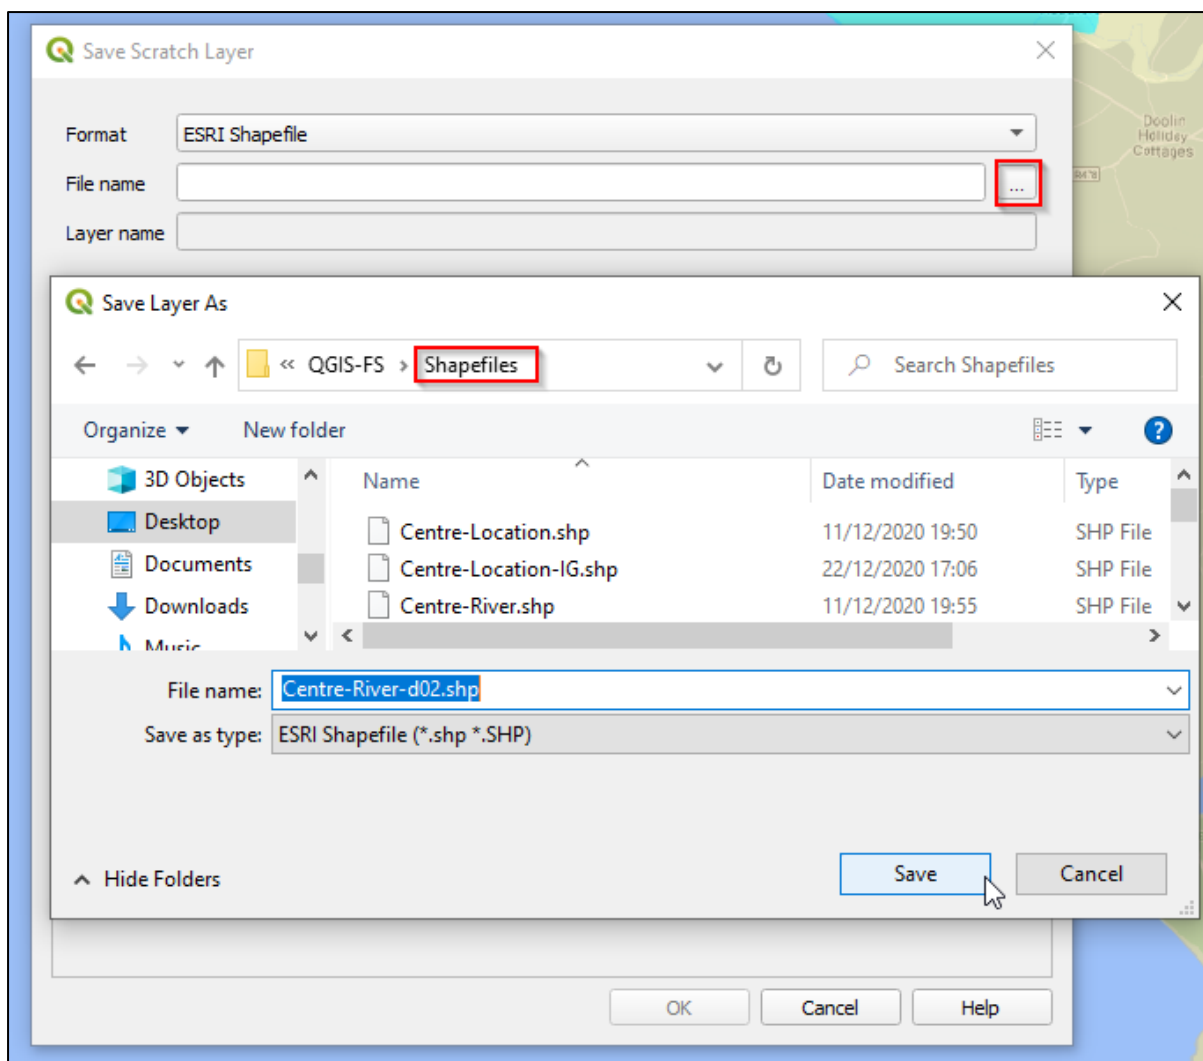 Save Scratch Layer
Format ESRI Shapefile
File name ...
Layer name
Doolin
Holiday
Cottages
R478
Save Layer As
« QGIS-FS › Shapefiles
Search Shapefiles
Organize New folder
?
3D Objects
Desktop
Documents
Downloads
Music
Name Date modified Type
Centre-Location.shp 11/12/2020 19:50 SHP File
Centre-Location-IG.shp 22/12/2020 17:06 SHP File
Centre-River.shp 11/12/2020 19:55 SHP File
File name: Centre-River-d02.shp
Save as type: ESRI Shapefile (*.shp *.SHP)
Hide Folders
Save Cancel
OK Cancel Help